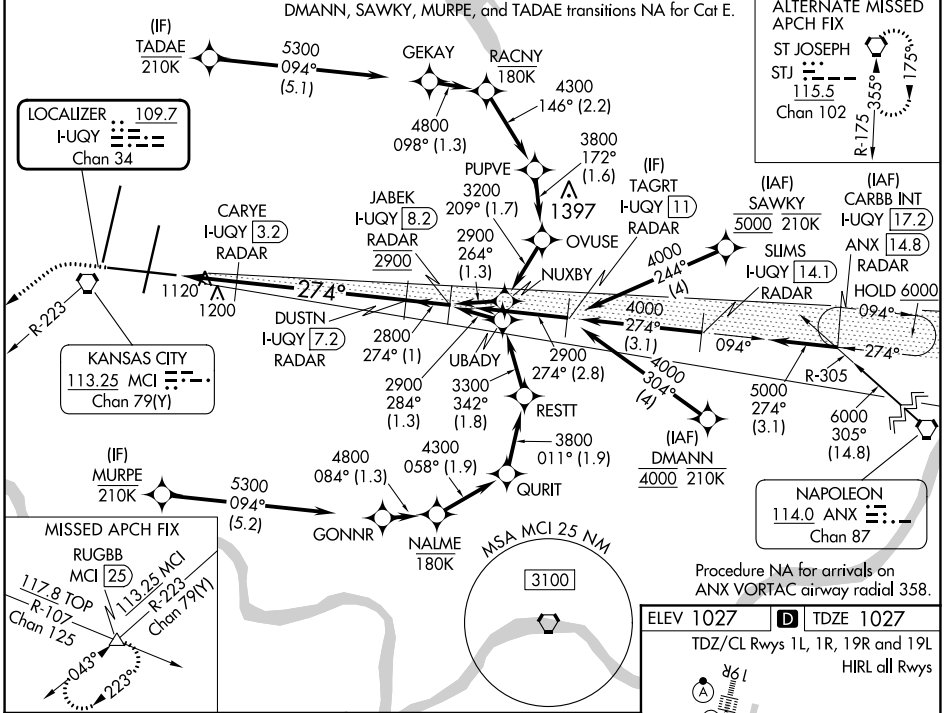 DMANN, SAWKY, MURPE, and TADAE transitions NA for Cat E.
ALTERNATE MISSED
APCH FIX
ST JOSEPH
STJ
115.5
Chan 102
R-175
355°
175°
(IF)
TADAE
210K
5300
094°
(5.1)
GEKAY
RACNY
180K
4800
098° (1.3)
4300
146° (2.2)
LOCALIZER 109.7
I-UQY
Chan 34
PUPVE
3800
172°
(1.6)
3200
209° (1.7)
1397
OVUSE
(IF)
TAGRT
I-UQY 11
RADAR
(IAF)
SAWKY
5000 210K
(IAF)
CARBB INT
I-UQY 17.2
ANX 14.8
RADAR
CARYE
I-UQY 3.2
RADAR
JABEK
I-UQY 8.2
RADAR
2900
2900
264°
(1.3)
NUXBY
4000
244°
(4)
SLIMS
I-UQY 14.1
RADAR
HOLD 6000
094°
274°
1120
1200
274°
R-223
DUSTN
I-UQY 7.2
RADAR
2800
274° (1)
UBADY
2900
274° (2.8)
4000
274°
(3.1)
094°
5000
274°
(3.1)
R-305
6000
305°
(14.8)
KANSAS CITY
113.25 MCI
Chan 79(Y)
2900
284°
(1.3)
3300
342°
(1.8)
RESTT
4000
304°
(4)
(IAF)
DMANN
4000 210K
3800
011° (1.9)
QURIT
4300
058° (1.9)
4800
084° (1.3)
(IF)
MURPE
210K
5300
094°
(5.2)
GONNR
NALME
180K
NAPOLEON
114.0 ANX
Chan 87
MISSED APCH FIX
RUGBB
MCI 25
117.8 TOP
R-107
Chan 125
113.25 MCI
R-223
Chan 79(Y)
043°
223°
MSA MCI 25 NM
3100
Procedure NA for arrivals on
ANX VORTAC airway radial 358.
ELEV 1027
D
TDZE 1027
TDZ/CL Rwys 1L, 1R, 19R and 19L
HIRL all Rwys
19R
A